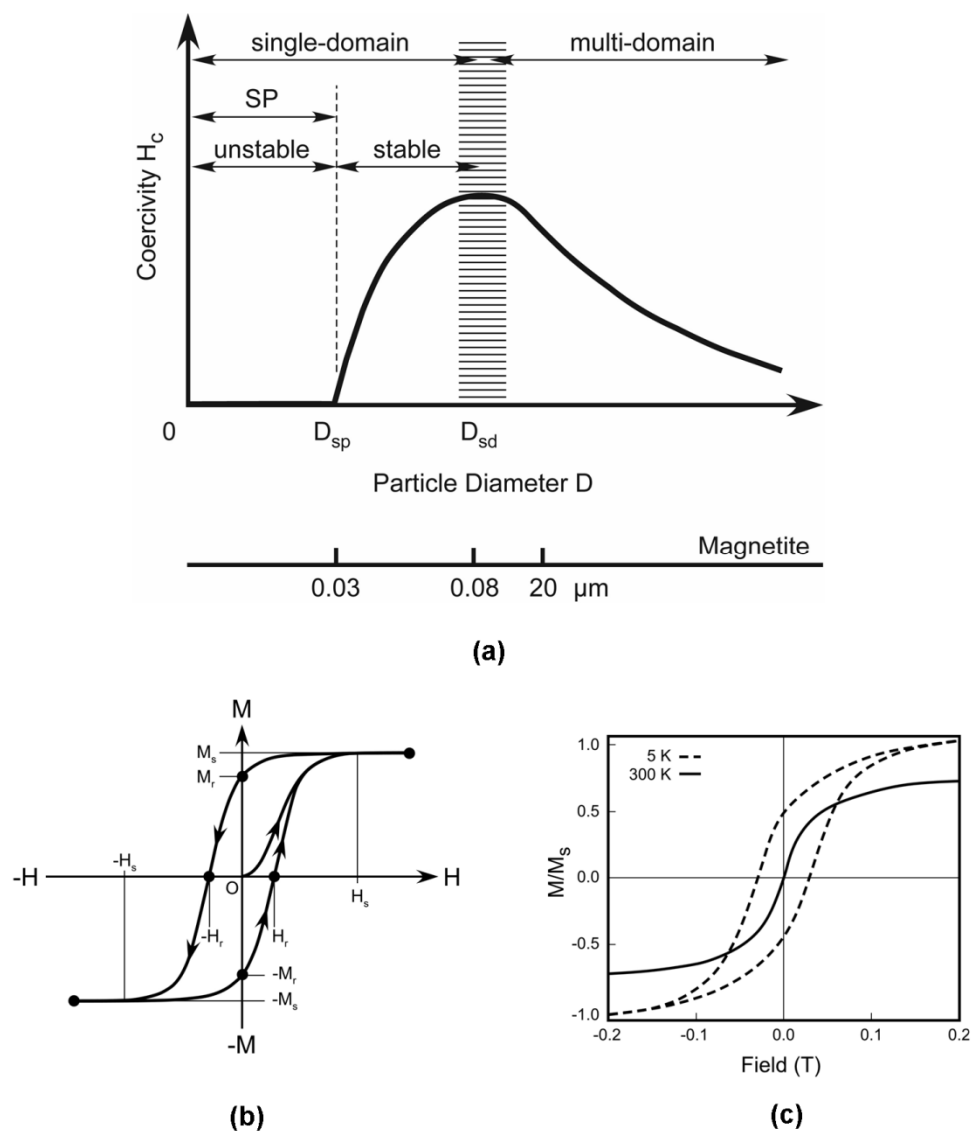 single-domain multi-domain
SP
unstable stable
Coercivity H_c
0 D_sp D_sd
Particle Diameter D
Magnetite
0.03 0.08 20 µm
(a)
M
M_s
M_r
-H_s
-H O H
H_s
-H_r H_r
-M_r
-M_s
-M
(b)
1.0
5 K
300 K
0.5
M/M_s
0.0
-0.5
-1.0
-0.2 -0.1 0.0 0.1 0.2
Field (T)
(c)